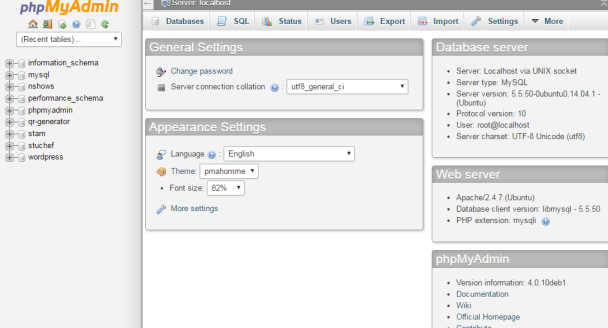 phpMyAdmin
(Recent tables) ...
information_schema
mysql
nshows
performance_schema
phpmyadmin
qr-generator
stam
stuchef
wordpress
Server: localhost
Databases SQL Status Users Export Import Settings More
General Settings
Change password
Server connection collation : utf8_general_ci
Appearance Settings
Language : English
Theme: pmahomme
Font size: 82%
More settings
Database server
Server: Localhost via UNIX socket
Server type: MySQL
Server version: 5.5.50-0ubuntu0.14.04.1 -
(Ubuntu)
Protocol version: 10
User: root@localhost
Server charset: UTF-8 Unicode (utf8)
Web server
Apache/2.4.7 (Ubuntu)
Database client version: libmysql - 5.5.50
PHP extension: mysqli
phpMyAdmin
Version information: 4.0.10deb1
Documentation
Wiki
Official Homepage
Contribute